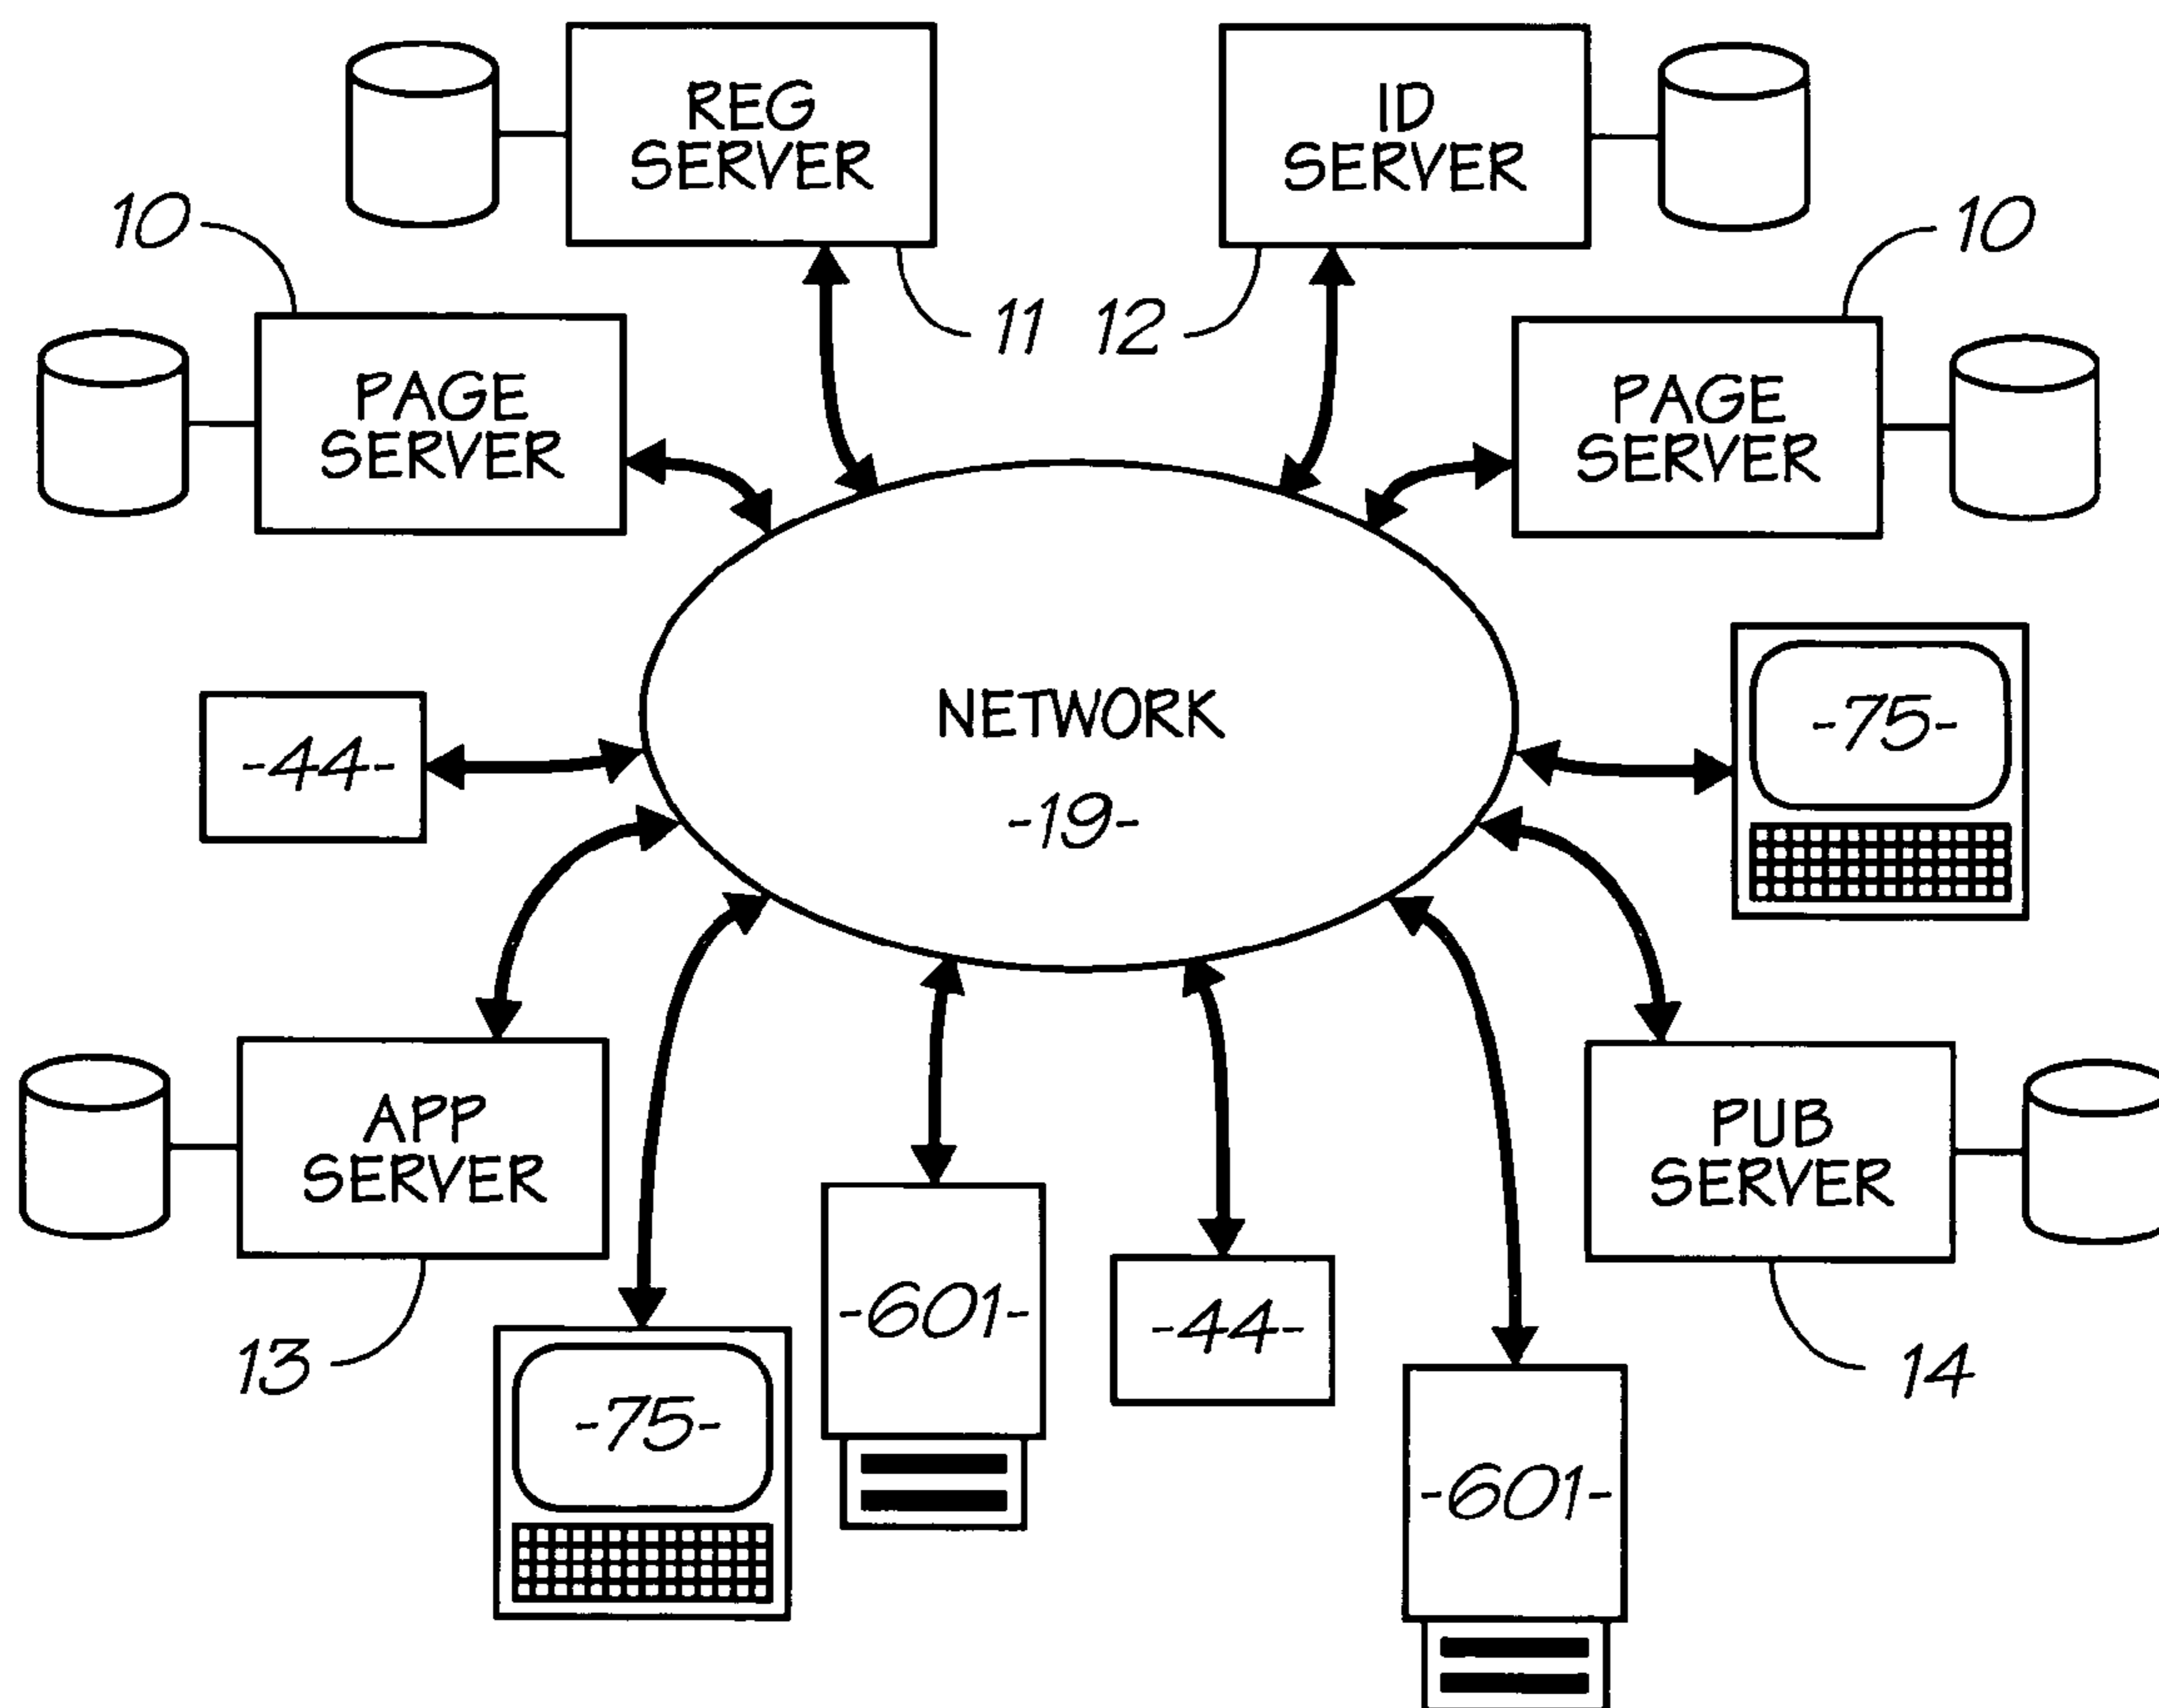 REG
SERVER
ID
SERVER
10
10
11
12
PAGE
SERVER
PAGE
SERVER
NETWORK
-19-
-75-
-44-
APP
SERVER
PUB
SERVER
-601-
-44-
13
14
-75-
-601-